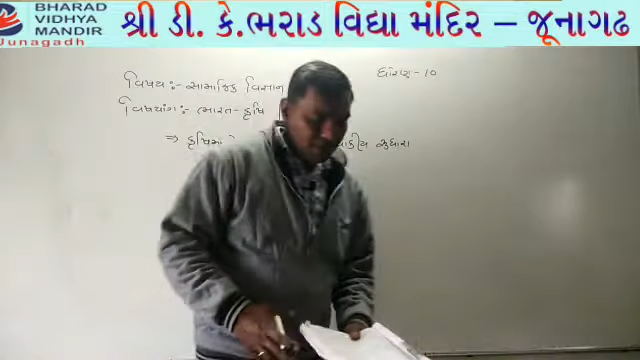 BHARAD
VIDHYA
MANDIR
Junagadh
શ્રી ડી. કે.ભરાડ વિદ્યા મંદિર – જૂનાગઢ
ધોરણ - 10
વિષય :- સામાજિક વિજ્ઞાન
વિષયાંગ :- ભારત - કૃષિ
⇒ કૃષિમાં સુધારા